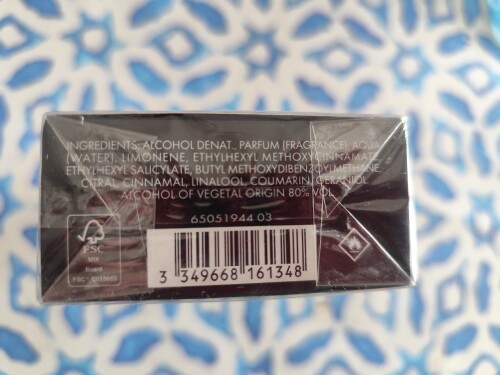 INGREDIENTS: ALCOHOL DENAT., PARFUM (FRAGRANCE) AQUA
(WATER), LIMONENE, ETHYLHEXYL METHOXYCINNAMATE,
ETHYLHEXYL SALICYLATE, BUTYL METHOXYDIBENZOYLMETHANE,
CITRAL, CINNAMAL, LINALOOL, COUMARIN, GERANIOL
ALCOHOL OF VEGETAL ORIGIN 80% VOL
65051944 03
FSC
MIX
Board
3 349668 161348